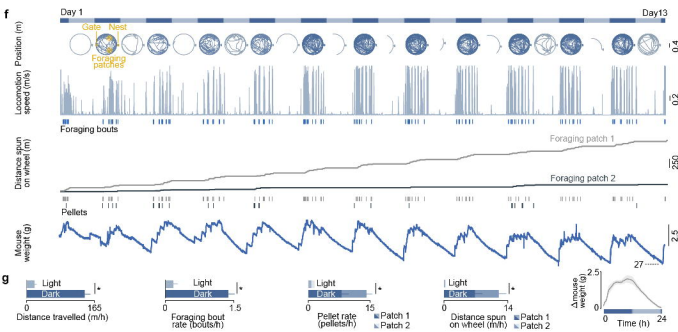 f
Day 1
Day13
Gate
Nest
Foraging
patches
Position (m)
0.4
Locomotion
speed (m/s)
0.2
Foraging bouts
Distance spun
on wheel (m)
Foraging patch 1
250
Foraging patch 2
Pellets
Mouse
weight (g)
2.5
27
g
Light
Dark
*
0
165
Distance travelled (m/h)
Light
Dark
*
0
1.5
Foraging bout
rate (bouts/h)
Light
Dark
*
0
15
Pellet rate
(pellets/h)
Patch 1
Patch 2
Light
Dark
*
0
14
Distance spun
on wheel (m/h)
Patch 1
Patch 2
Δmouse
weight (g)
2.5
0
0
24
Time (h)